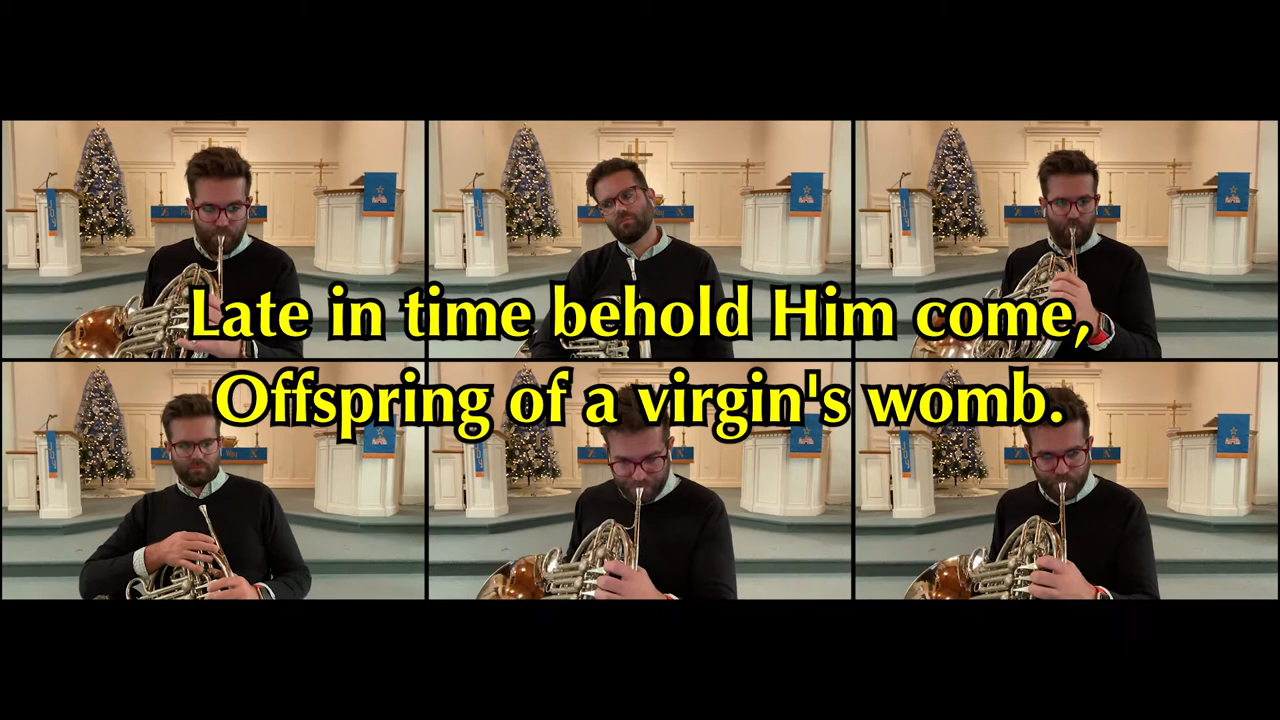 Late in time behold Him come,
Offspring of a virgin's womb.